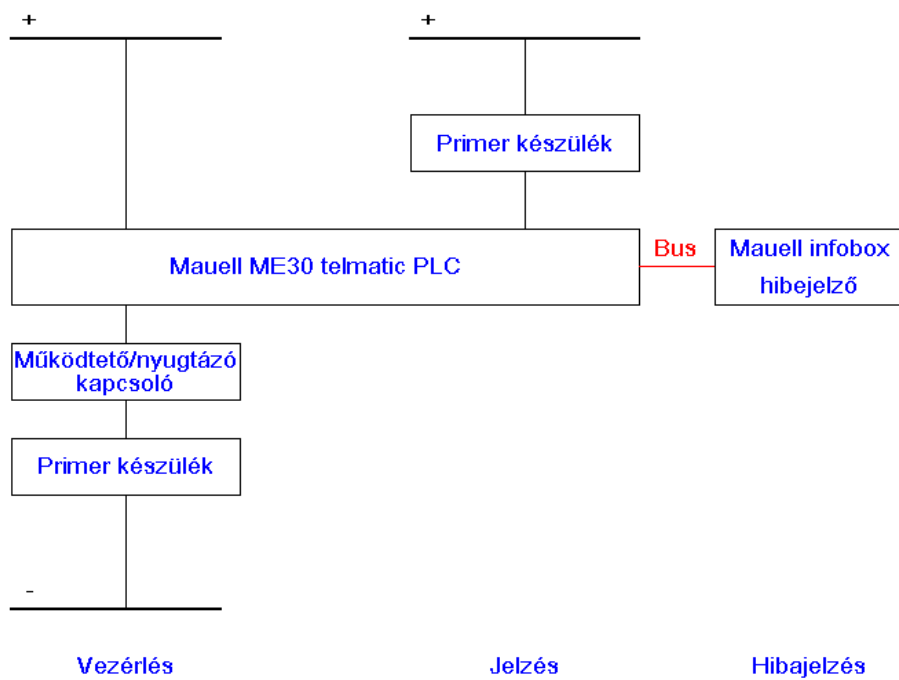 +
+
Primer készülék
Mauell ME30 telmatic PLC
Bus
Mauell infobox
hibejelző
Működtető/nyugtázó
kapcsoló
Primer készülék
-
Vezérlés
Jelzés
Hibajelzés